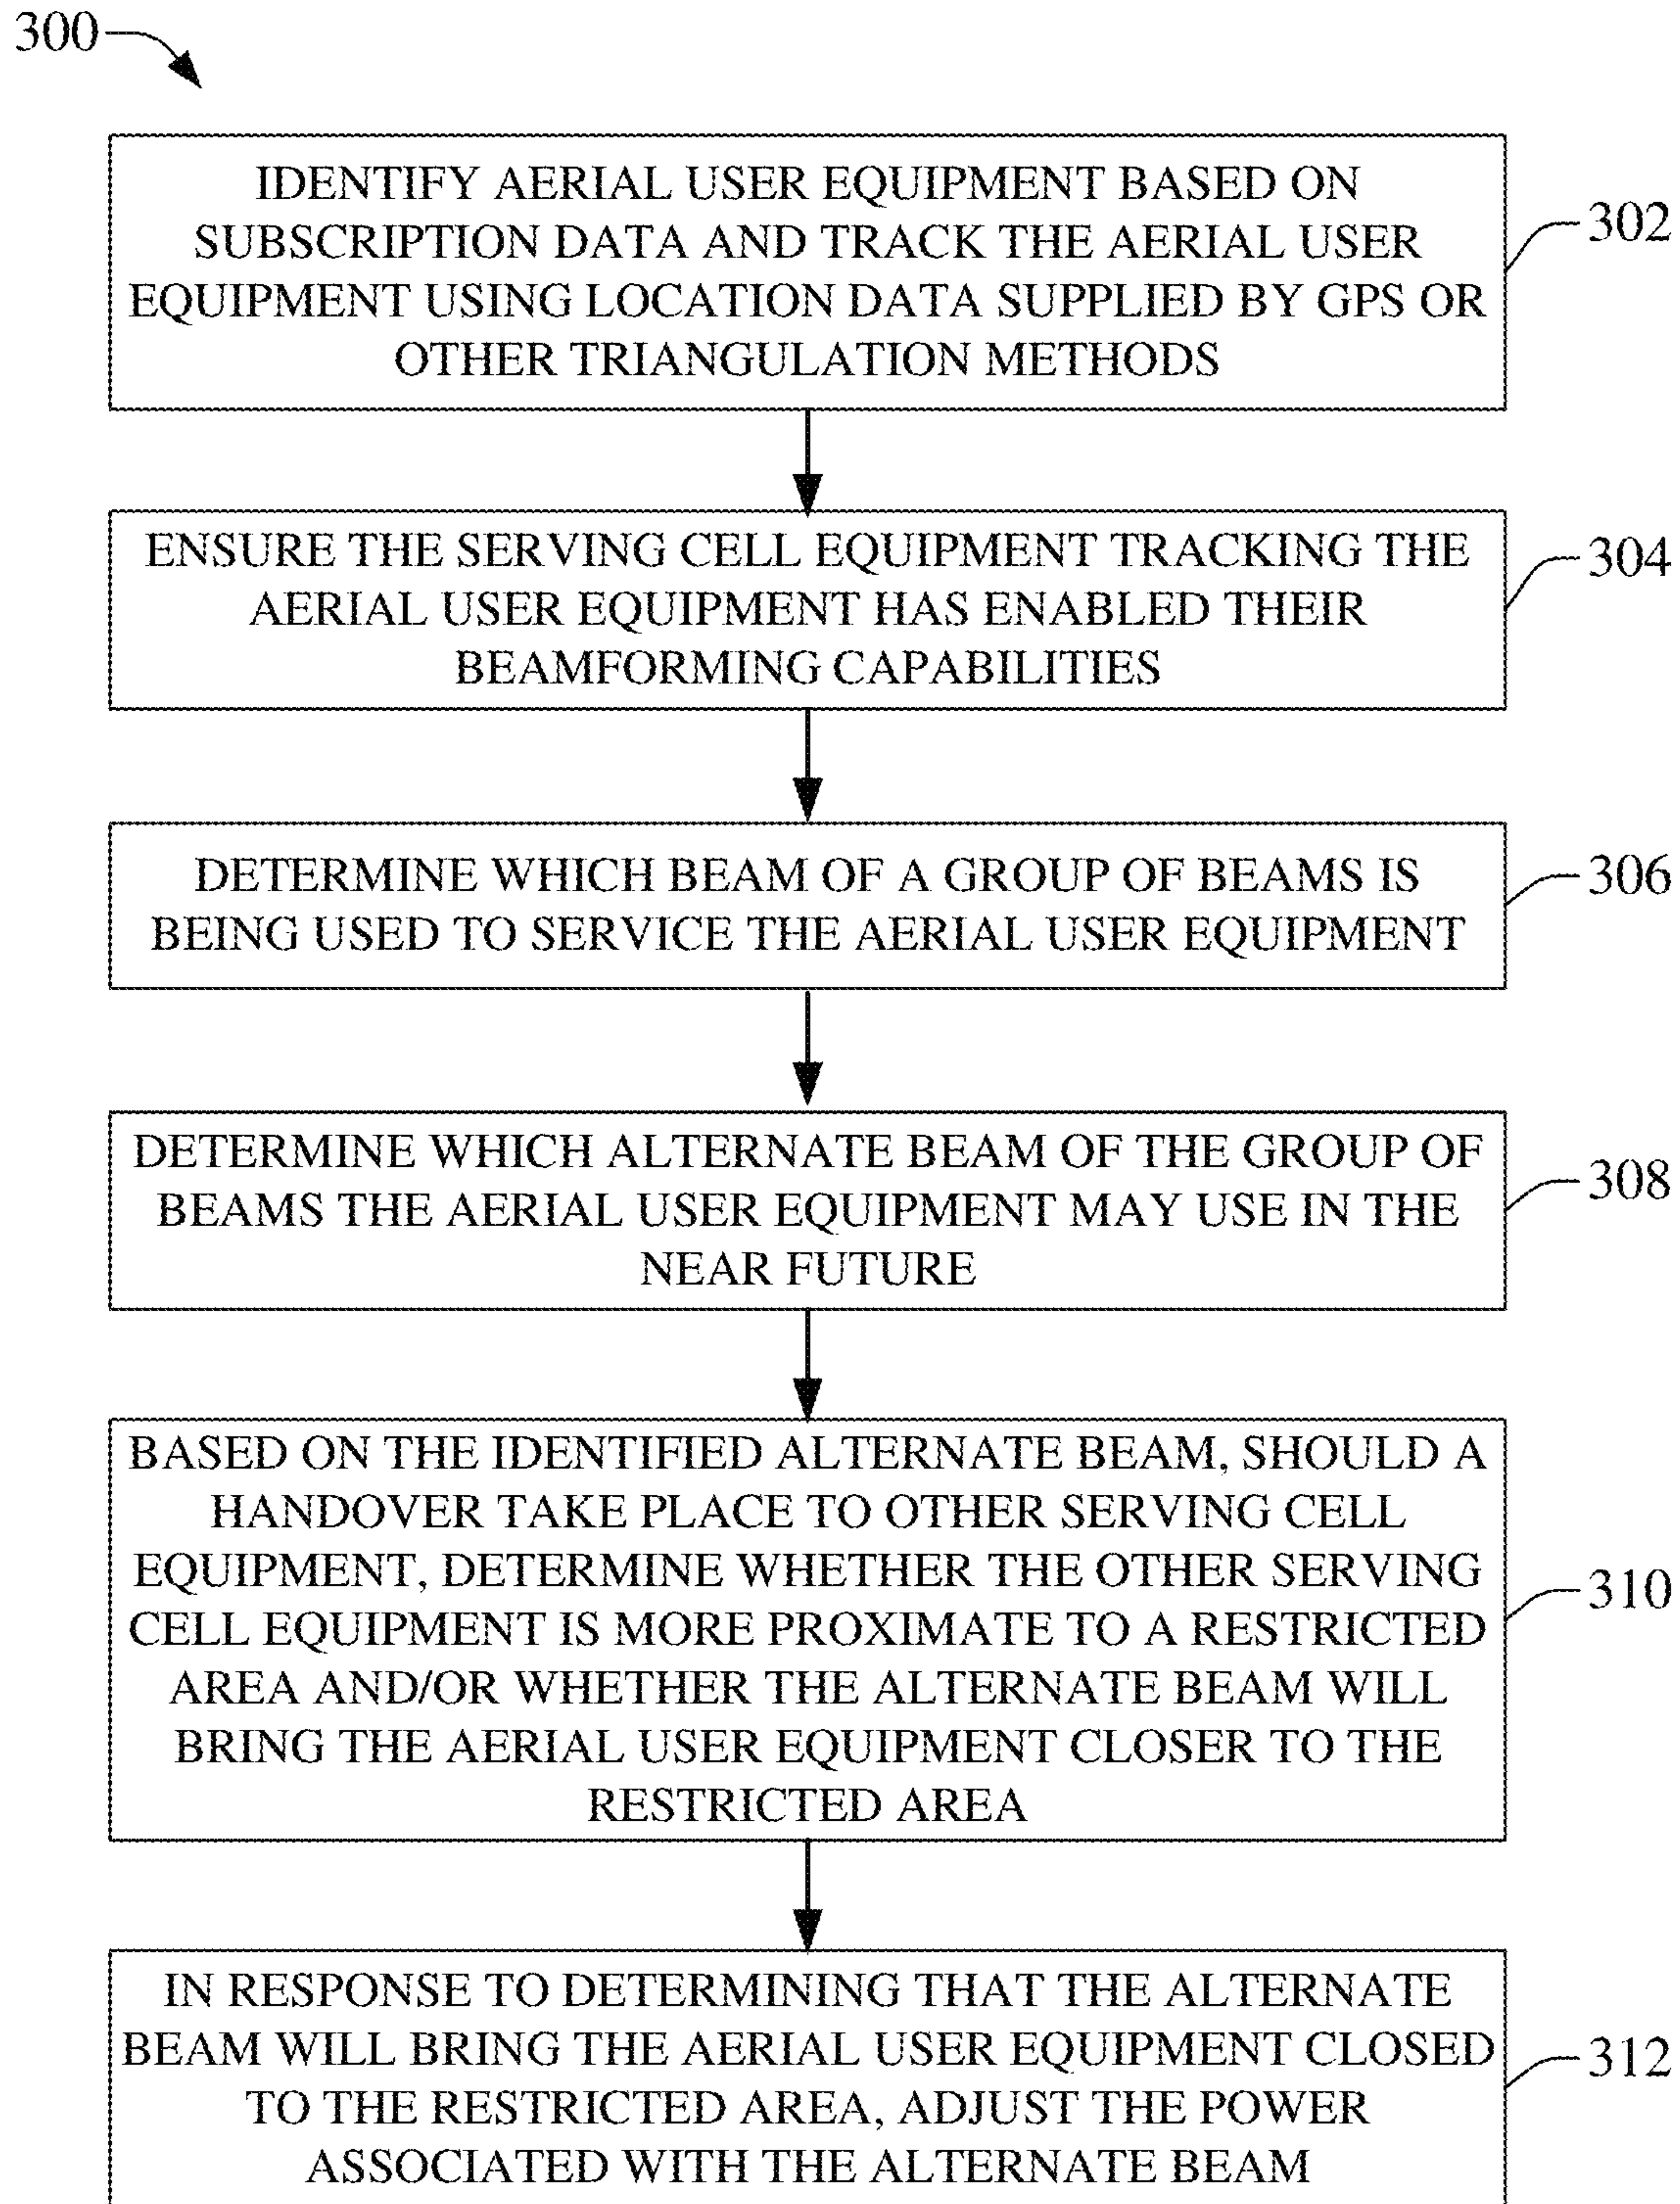 300
IDENTIFY AERIAL USER EQUIPMENT BASED ON
SUBSCRIPTION DATA AND TRACK THE AERIAL USER
EQUIPMENT USING LOCATION DATA SUPPLIED BY GPS OR
OTHER TRIANGULATION METHODS
302
ENSURE THE SERVING CELL EQUIPMENT TRACKING THE
AERIAL USER EQUIPMENT HAS ENABLED THEIR
BEAMFORMING CAPABILITIES
304
DETERMINE WHICH BEAM OF A GROUP OF BEAMS IS
BEING USED TO SERVICE THE AERIAL USER EQUIPMENT
306
DETERMINE WHICH ALTERNATE BEAM OF THE GROUP OF
BEAMS THE AERIAL USER EQUIPMENT MAY USE IN THE
NEAR FUTURE
308
BASED ON THE IDENTIFIED ALTERNATE BEAM, SHOULD A
HANDOVER TAKE PLACE TO OTHER SERVING CELL
EQUIPMENT, DETERMINE WHETHER THE OTHER SERVING
CELL EQUIPMENT IS MORE PROXIMATE TO A RESTRICTED
AREA AND/OR WHETHER THE ALTERNATE BEAM WILL
BRING THE AERIAL USER EQUIPMENT CLOSER TO THE
RESTRICTED AREA
310
IN RESPONSE TO DETERMINING THAT THE ALTERNATE
BEAM WILL BRING THE AERIAL USER EQUIPMENT CLOSED
TO THE RESTRICTED AREA, ADJUST THE POWER
ASSOCIATED WITH THE ALTERNATE BEAM
312